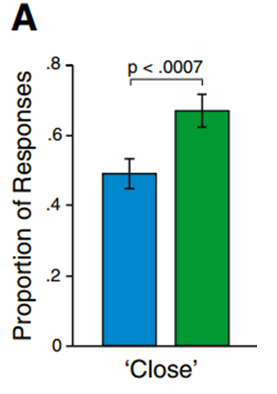 A
p < .0007
Proportion of Responses
.8
.6
.4
.2
0
‘Close’